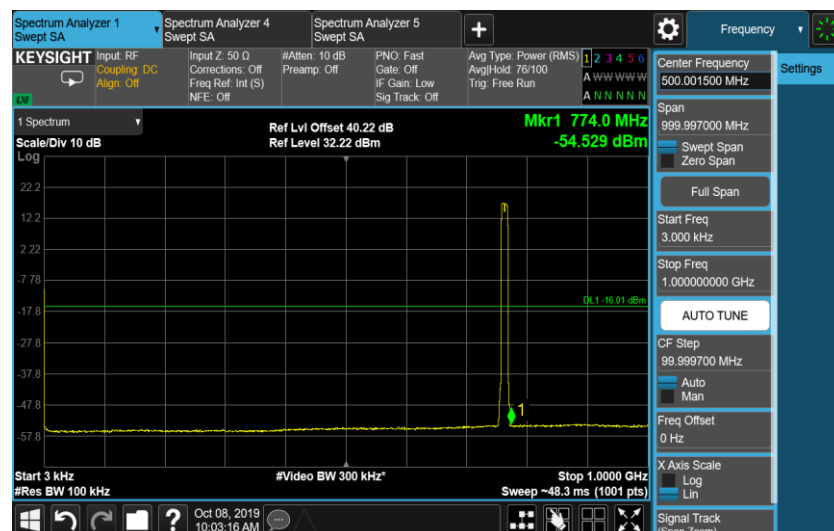 Spectrum Analyzer 1
Swept SA
Spectrum Analyzer 4
Swept SA
Spectrum Analyzer 5
Swept SA
Frequency
KEYSIGHT
Input: RF
Coupling: DC
Align: Off
LXI
Input Z: 50 Ω
Corrections: Off
Freq Ref: Int (S)
NFE: Off
#Atten: 10 dB
Preamp: Off
PNO: Fast
Gate: Off
IF Gain: Low
Sig Track: Off
Avg Type: Power (RMS)
Avg|Hold: 76/100
Trig: Free Run
1 2 3 4 5 6
A W W W W W
A N N N N N
1 Spectrum
Scale/Div 10 dB
Log
Ref Lvl Offset 40.22 dB
Ref Level 32.22 dBm
Mkr1 774.0 MHz
-54.529 dBm
22.2
12.2
2.22
-7.78
-17.8
-27.8
-37.8
-47.8
-57.8
DL1 -16.01 dBm
1
Start 3 kHz
#Res BW 100 kHz
#Video BW 300 kHz*
Stop 1.0000 GHz
Sweep ~48.3 ms (1001 pts)
Oct 08, 2019
10:03:16 AM
Center Frequency
500.001500 MHz
Span
999.997000 MHz
Swept Span
Zero Span
Full Span
Start Freq
3.000 kHz
Stop Freq
1.000000000 GHz
AUTO TUNE
CF Step
99.999700 MHz
Auto
Man
Freq Offset
0 Hz
X Axis Scale
Log
Lin
Signal Track
(Span Zoom)
Settings